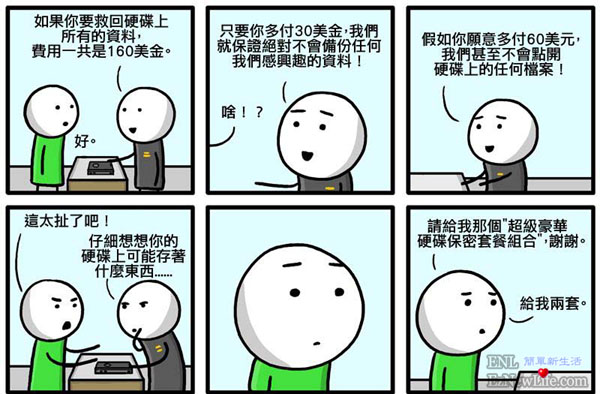 如果你要救回硬碟上
所有的資料,
費用一共是160美金。
好。
只要你多付30美金,我們
就保證絕對不會備份任何
我們感興趣的資料!
啥!?
假如你願意多付60美元,
我們甚至不會點開
硬碟上的任何檔案!
這太扯了吧!
仔細想想你的
硬碟上可能存著
什麼東西......
請給我那個"超級豪華
硬碟保密套餐組合",謝謝。
給我兩套。
ENL 簡單新生活
ENewLife.com